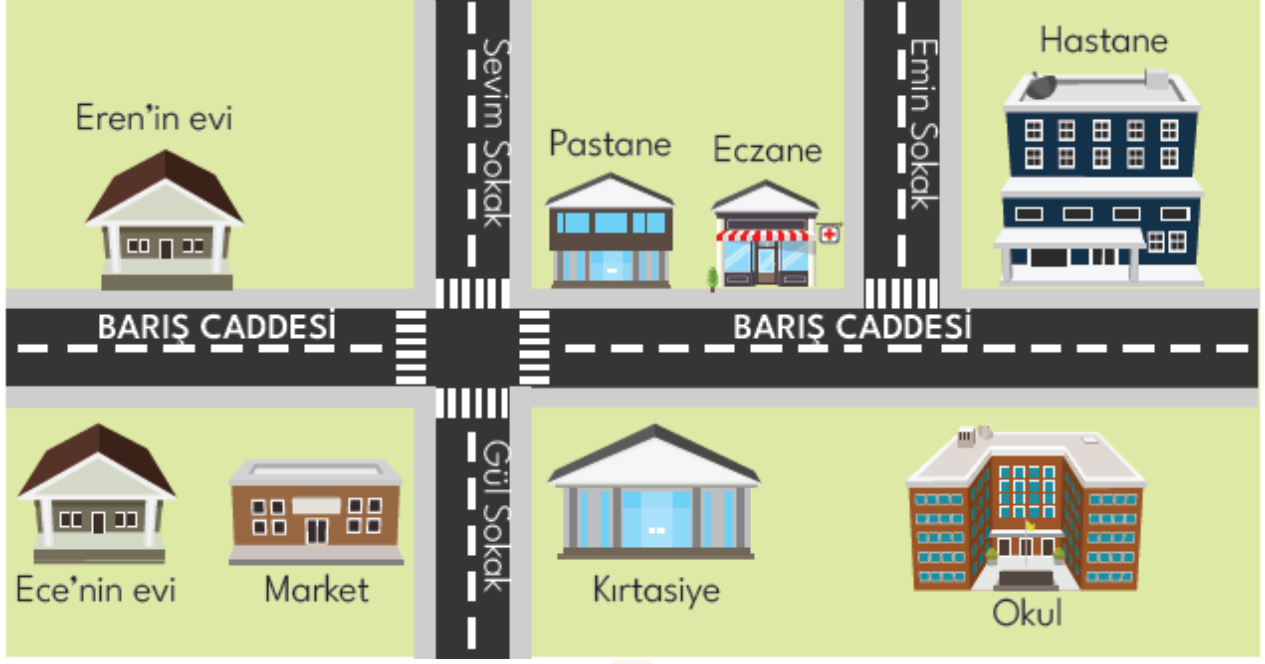 Hastane
Eren'in evi
Sevim Sokak
Emin Sokak
Pastane
Eczane
BARIŞ CADDESİ
BARIŞ CADDESİ
Gül Sokak
Ece'nin evi
Market
Kırtasiye
Okul